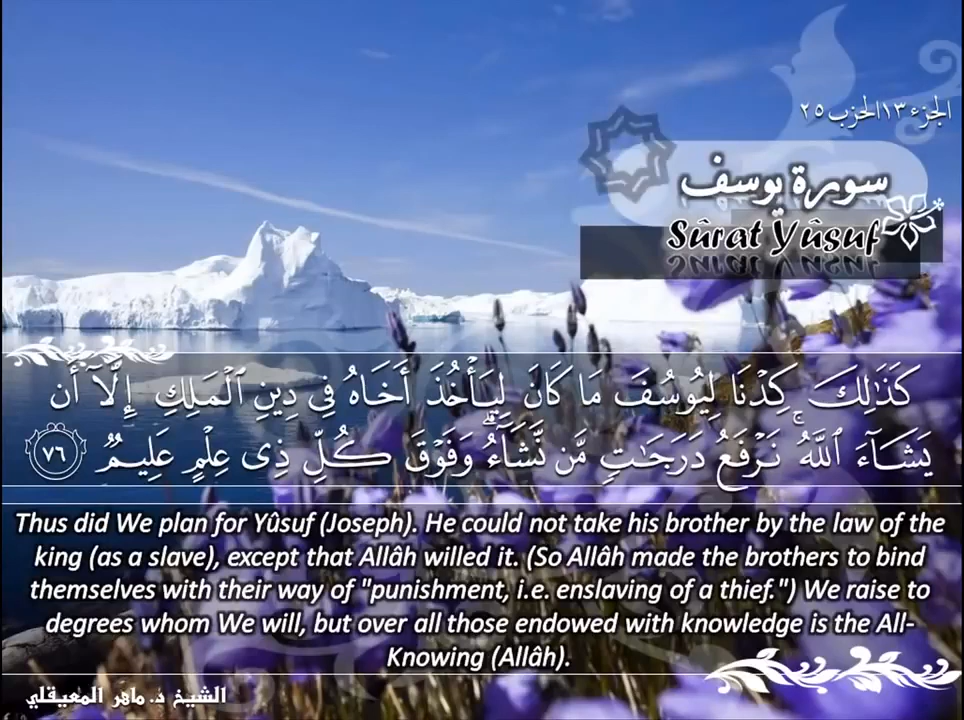 الجزء ١٣ الحزب ٢٥
سورة يوسف
Sûrat Yûsuf
كَذَٰلِكَ كِدْنَا لِيُوسُفَ مَا كَانَ لِيَأْخُذَ أَخَاهُ فِي دِينِ الْمَلِكِ إِلَّآ أَن
يَشَآءَ ٱللَّهُ ۚ نَرْفَعُ دَرَجَٰتٍ مَّن نَّشَآءُ ۗ وَفَوْقَ كُلِّ ذِى عِلْمٍ عَلِيمٌ ٧٦
Thus did We plan for Yûsuf (Joseph). He could not take his brother by the law of the
king (as a slave), except that Allâh willed it. (So Allâh made the brothers to bind
themselves with their way of "punishment, i.e. enslaving of a thief.") We raise to
degrees whom We will, but over all those endowed with knowledge is the All-
Knowing (Allâh).
الشيخ د. ماهر المعيقلي